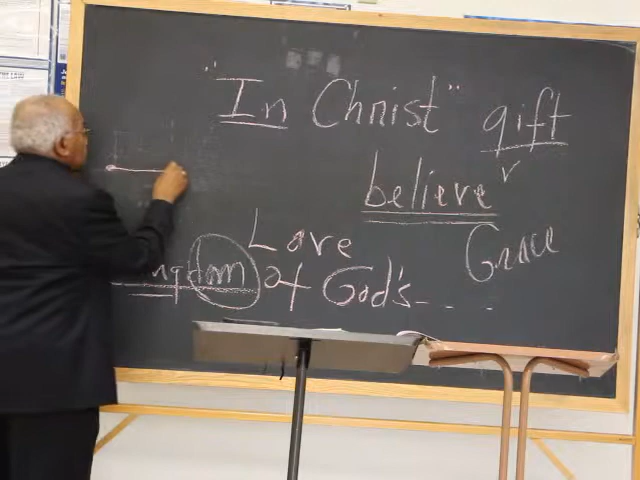 "In Christ" gift
believe
Love
Grace
of God's - - -